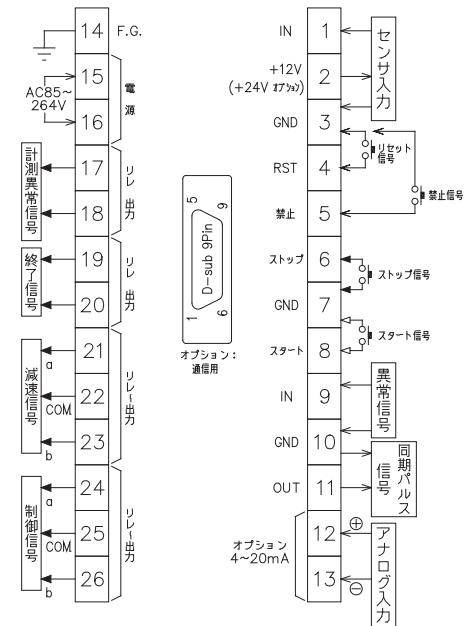 14 F.G.
15
AC85～
264V
16
電源
17
18
計測異常信号
リレー出力
19
20
終了信号
リレー出力
21
a
22
COM.
23
b
減速信号
リレー出力
24
a
25
COM.
26
b
制御信号
リレー出力
5
9
D-sub 9Pin
1
6
オプション：
通信用
IN 1
+12V
(+24V オプション)
2
センサ入力
GND 3
RST 4
リセット
信号
禁止 5
禁止信号
ストップ 6
ストップ信号
GND 7
スタート 8
スタート信号
IN 9
異常信号
GND 10
OUT 11
同期パルス
信号
オプション
4～20mA
12 ⊕
13 ⊖
アナログ入力